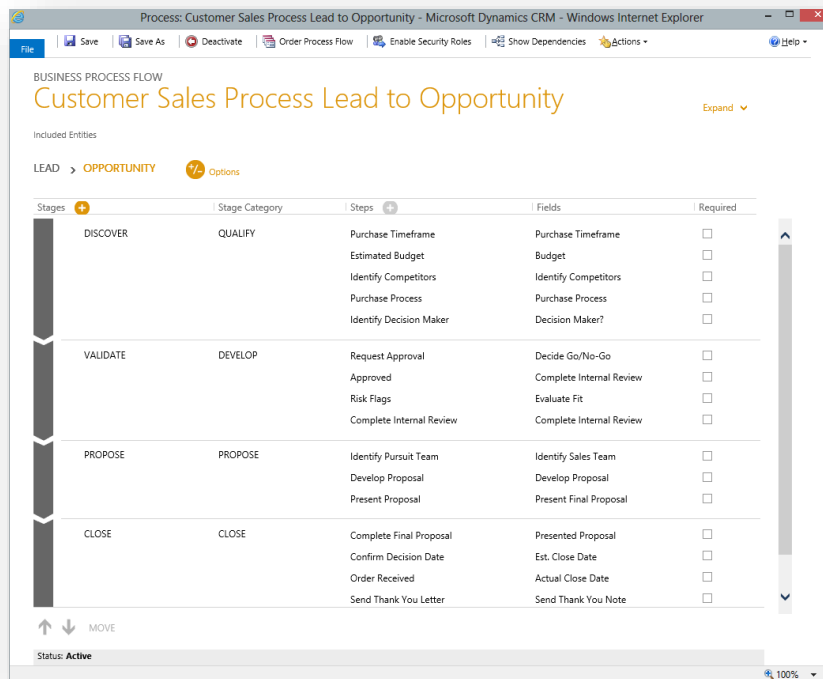 Process: Customer Sales Process Lead to Opportunity - Microsoft Dynamics CRM - Windows Internet Explorer
File Save Save As Deactivate Order Process Flow Enable Security Roles Show Dependencies Actions Help
BUSINESS PROCESS FLOW
Customer Sales Process Lead to Opportunity
Expand
Included Entities
LEAD > OPPORTUNITY +/- Options
Stages + Stage Category Steps + Fields Required
DISCOVER QUALIFY Purchase Timeframe Purchase Timeframe
Estimated Budget Budget
Identify Competitors Identify Competitors
Purchase Process Purchase Process
Identify Decision Maker Decision Maker?
VALIDATE DEVELOP Request Approval Decide Go/No-Go
Approved Complete Internal Review
Risk Flags Evaluate Fit
Complete Internal Review Complete Internal Review
PROPOSE PROPOSE Identify Pursuit Team Identify Sales Team
Develop Proposal Develop Proposal
Present Proposal Present Final Proposal
CLOSE CLOSE Complete Final Proposal Presented Proposal
Confirm Decision Date Est. Close Date
Order Received Actual Close Date
Send Thank You Letter Send Thank You Note
MOVE
Status: Active
100%